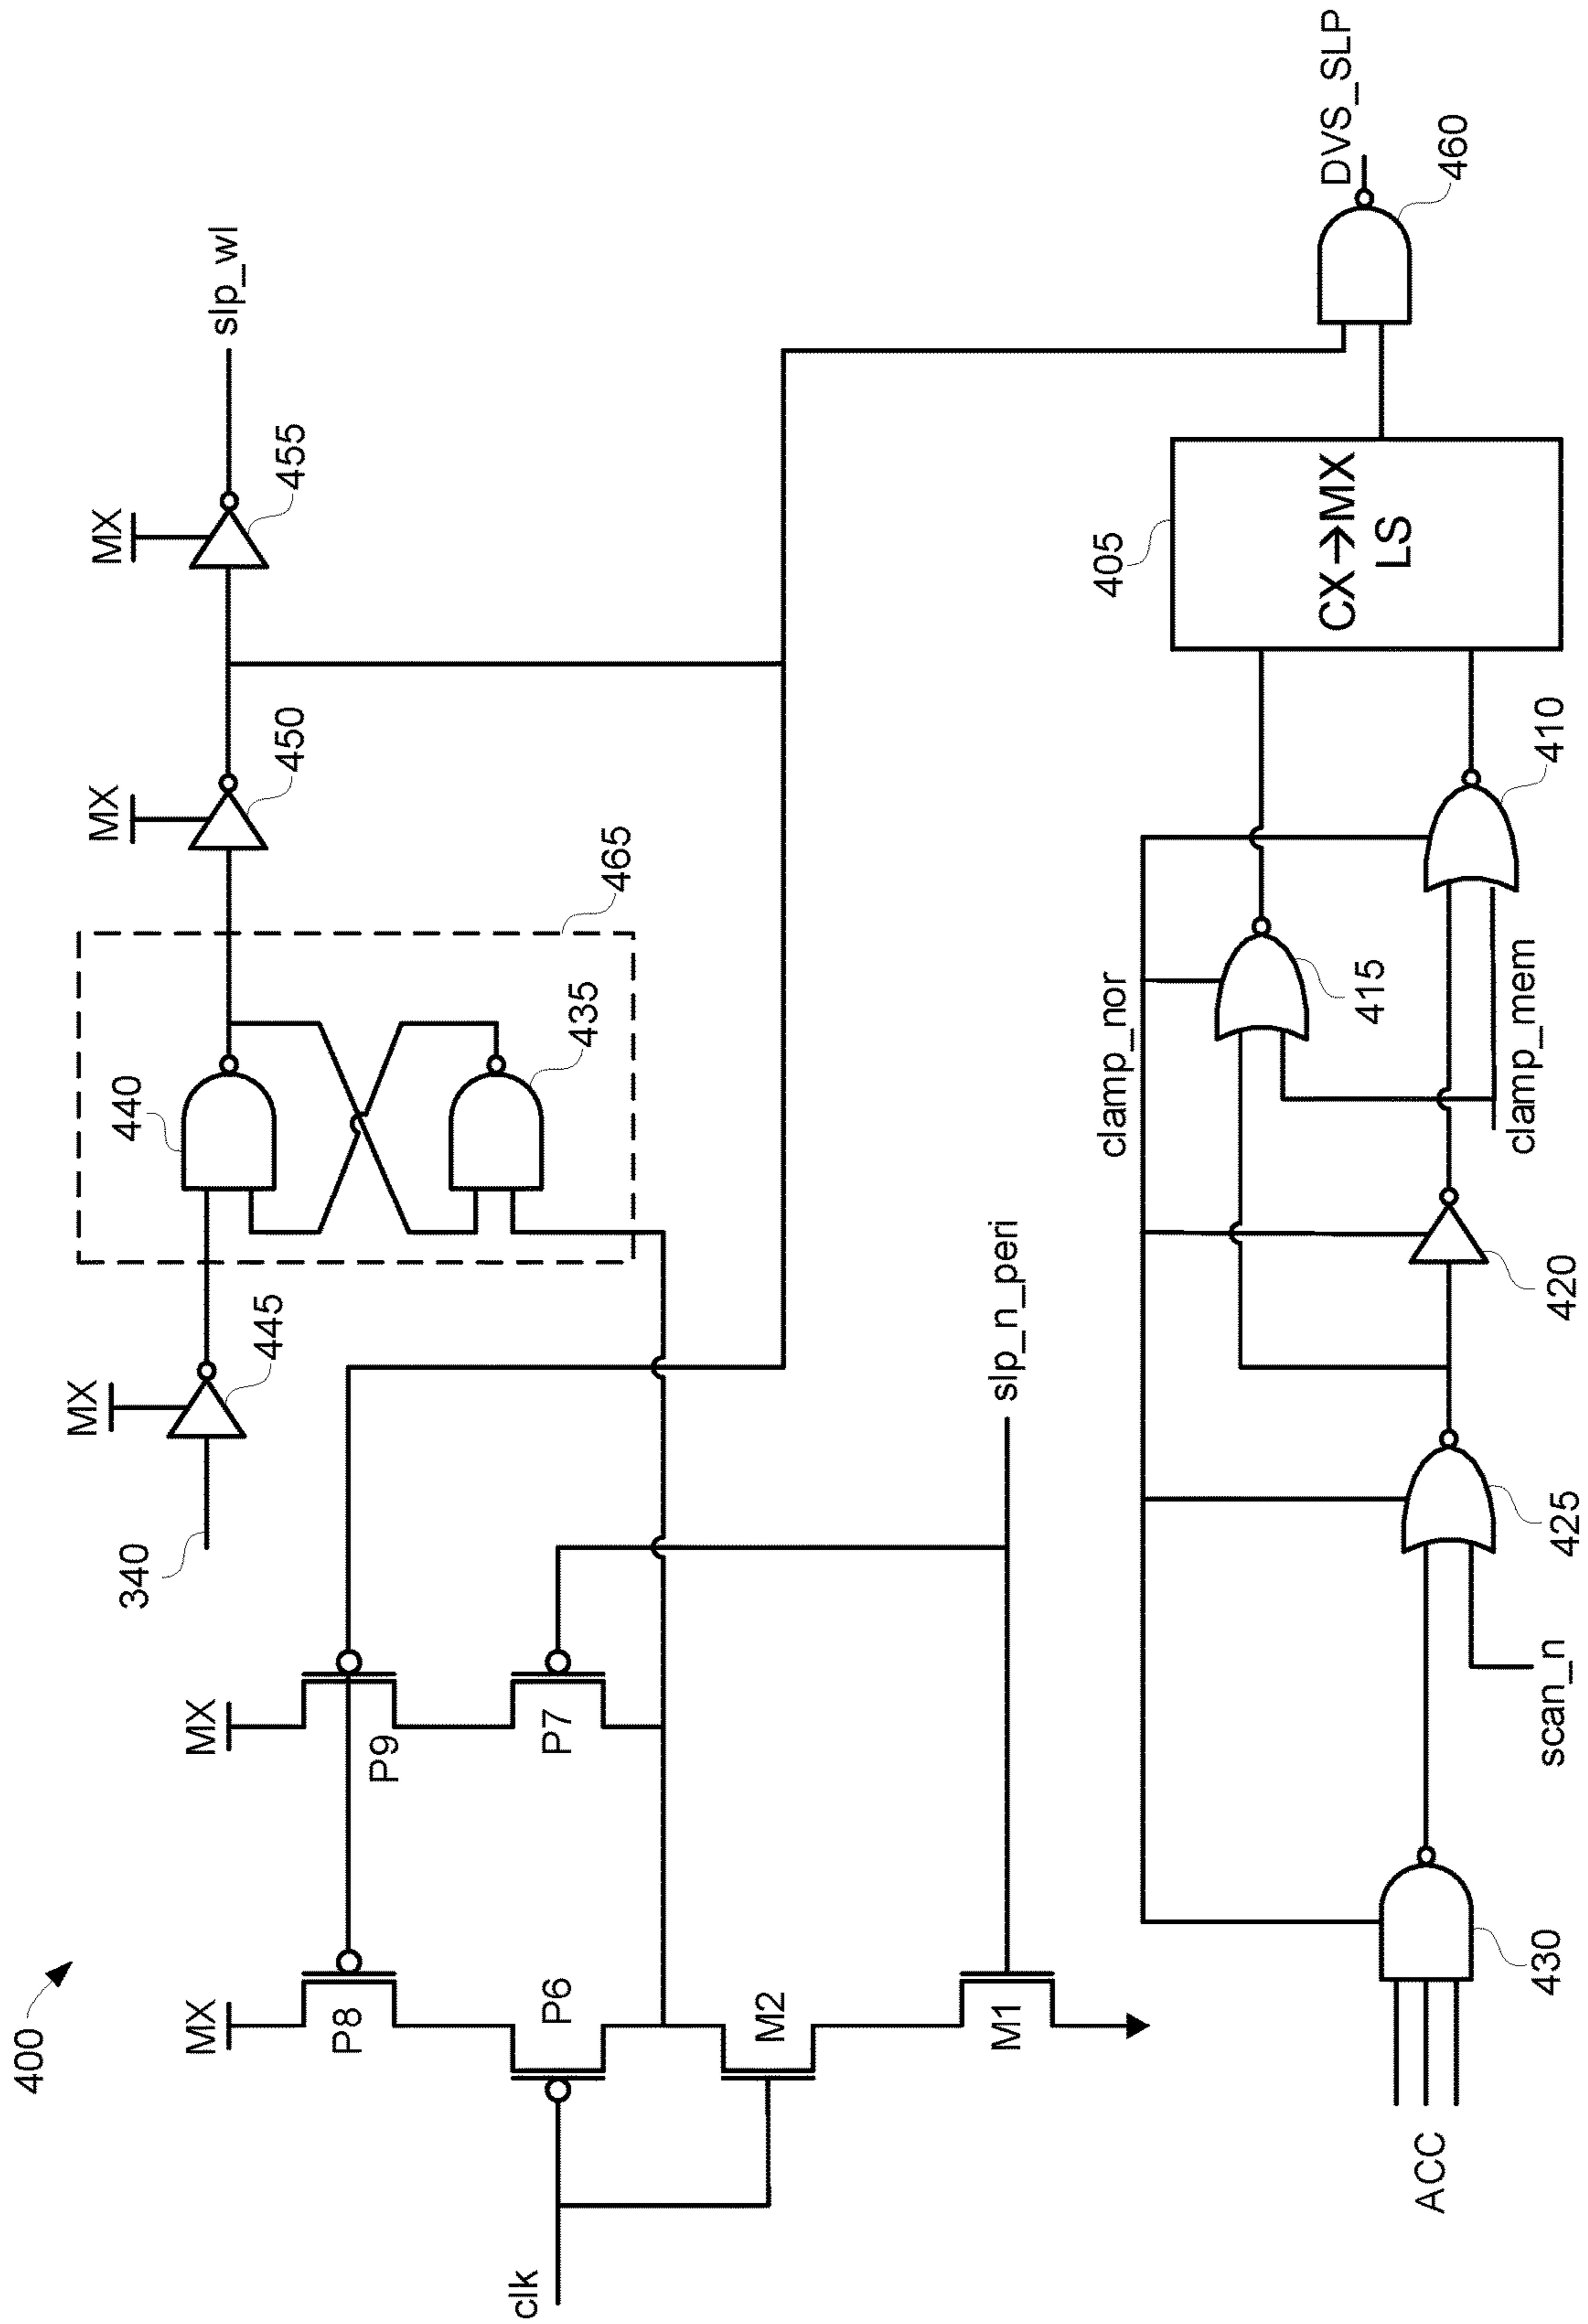 400
MX
P8
P6
M2
M1
clk
MX
P9
P7
slp_n_peri
340
MX
445
440
435
465
MX
450
MX
455
slp_wl
ACC
430
scan_n
425
420
clamp_nor
clamp_mem
415
410
405
CX→MX
LS
460
DVS_SLP